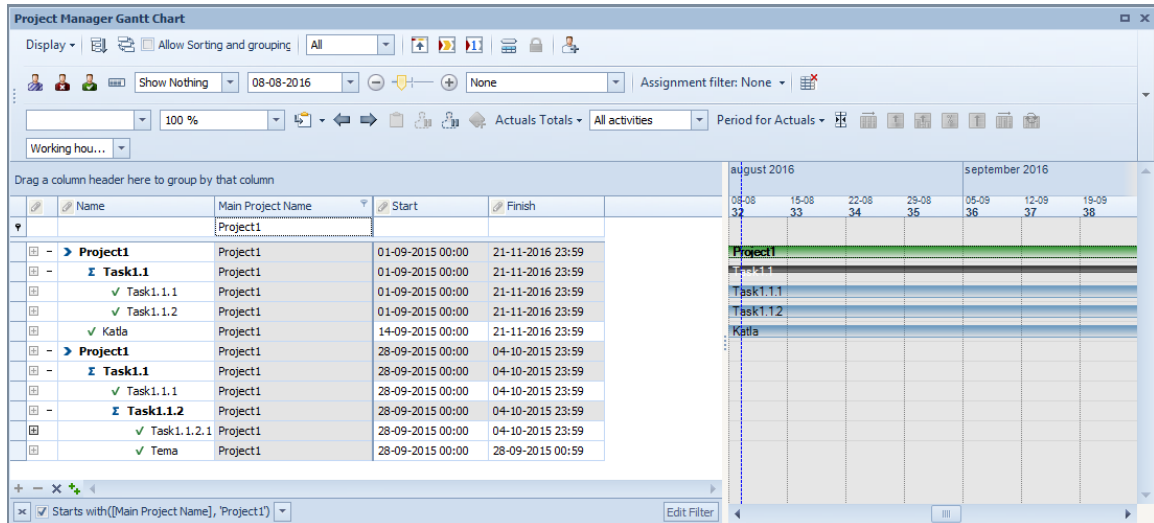 Project Manager Gantt Chart
Display Allow Sorting and grouping All
Show Nothing 08-08-2016 None Assignment filter: None
100 % Actuals Totals All activities Period for Actuals
Working hou...
Drag a column header here to group by that column
Name Main Project Name Start Finish
Project1
Project1 Project1 01-09-2015 00:00 21-11-2016 23:59
Σ Task1.1 Project1 01-09-2015 00:00 21-11-2016 23:59
Task1.1.1 Project1 01-09-2015 00:00 21-11-2016 23:59
Task1.1.2 Project1 01-09-2015 00:00 21-11-2016 23:59
Katla Project1 14-09-2015 00:00 21-11-2016 23:59
Project1 Project1 28-09-2015 00:00 04-10-2015 23:59
Σ Task1.1 Project1 28-09-2015 00:00 04-10-2015 23:59
Task1.1.1 Project1 28-09-2015 00:00 04-10-2015 23:59
Σ Task1.1.2 Project1 28-09-2015 00:00 04-10-2015 23:59
Task1.1.2.1 Project1 28-09-2015 00:00 04-10-2015 23:59
Tema Project1 28-09-2015 00:00 28-09-2015 00:59
Starts with([Main Project Name], 'Project1') Edit Filter
august 2016 september 2016
08-08 15-08 22-08 29-08 05-09 12-09 19-09
32 33 34 35 36 37 38
Project1
Task1.1
Task1.1.1
Task1.1.2
Katla